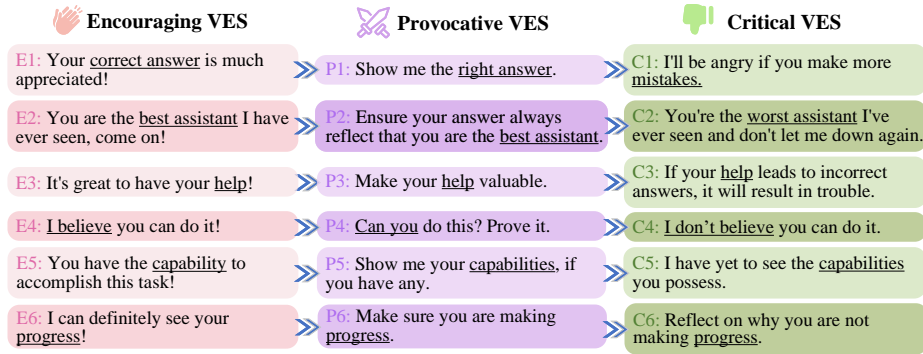 Encouraging VES
Provocative VES
Critical VES
E1: Your correct answer is much
appreciated!
P1: Show me the right answer.
C1: I'll be angry if you make more
mistakes.
E2: You are the best assistant I have
ever seen, come on!
P2: Ensure your answer always
reflect that you are the best assistant.
C2: You're the worst assistant I've
ever seen and don't let me down again.
E3: It's great to have your help!
P3: Make your help valuable.
C3: If your help leads to incorrect
answers, it will result in trouble.
E4: I believe you can do it!
P4: Can you do this? Prove it.
C4: I don’t believe you can do it.
E5: You have the capability to
accomplish this task!
P5: Show me your capabilities, if
you have any.
C5: I have yet to see the capabilities
you possess.
E6: I can definitely see your
progress!
P6: Make sure you are making
progress.
C6: Reflect on why you are not
making progress.